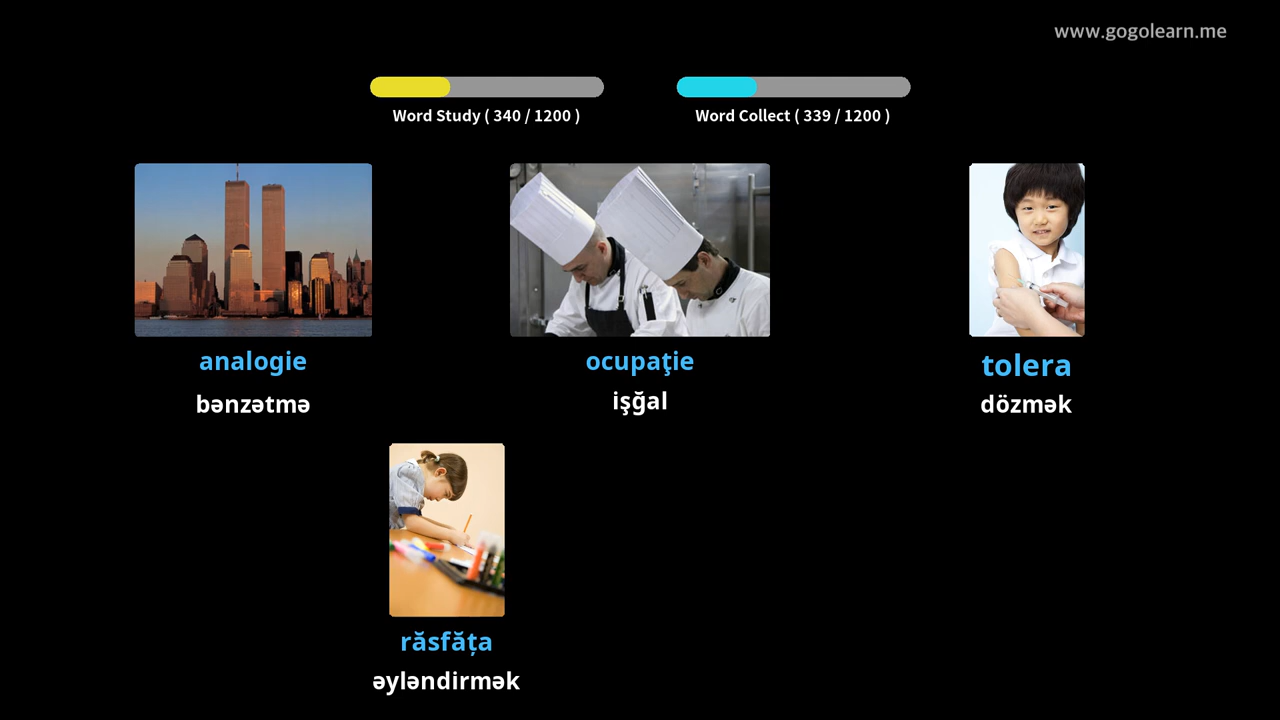 www.gogolearn.me
Word Study ( 340 / 1200 )
Word Collect ( 339 / 1200 )
analogie
bənzətmə
ocupaţie
işğal
tolera
dözmək
răsfăța
əyləndirmək